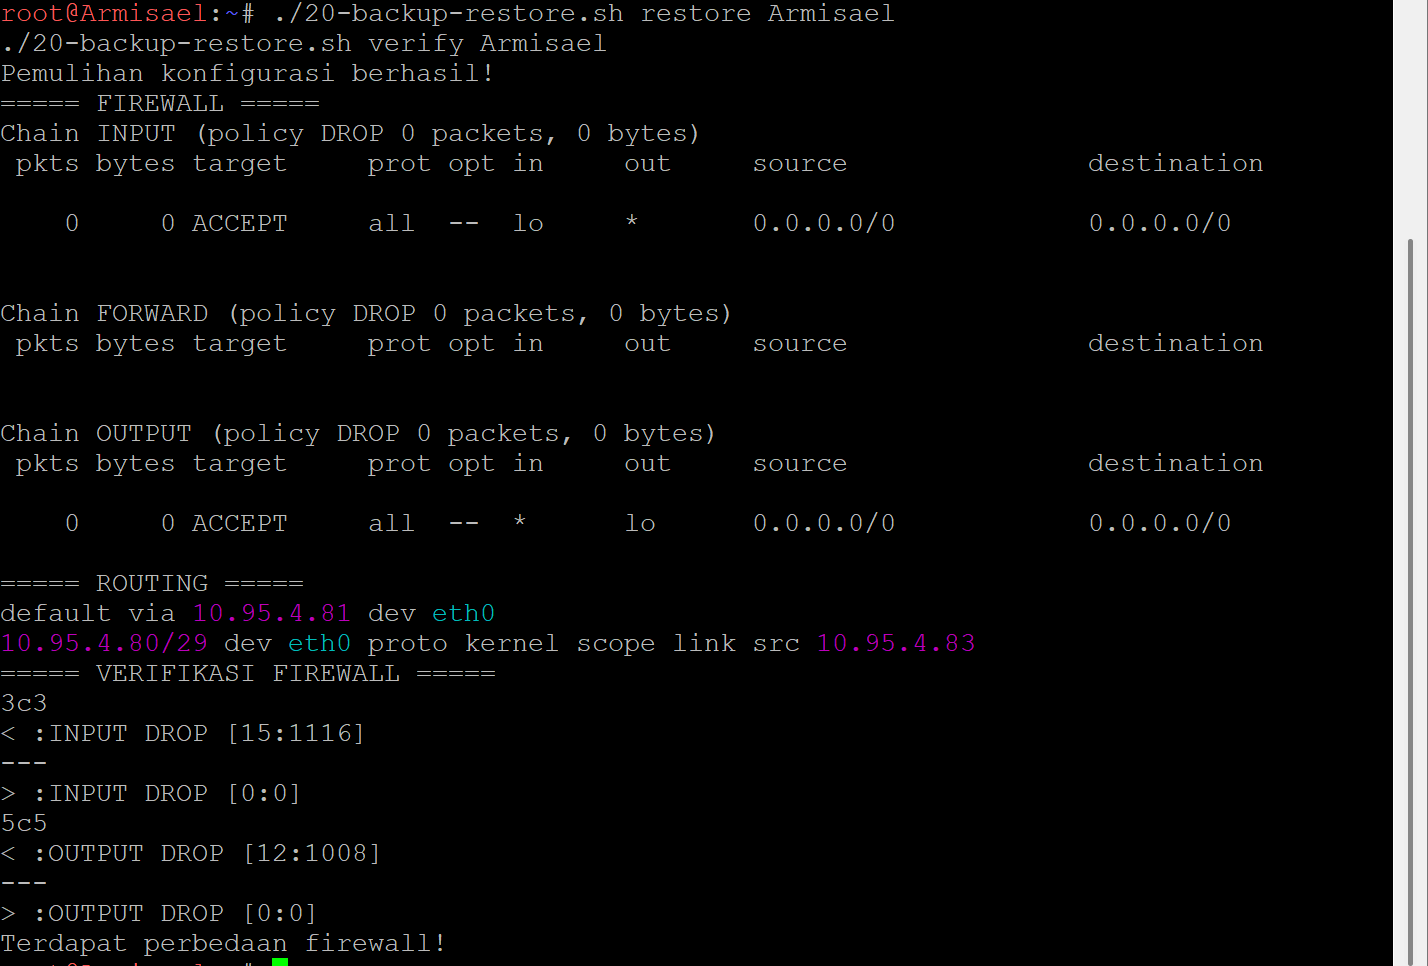 root@Armisael:~# ./20-backup-restore.sh restore Armisael
./20-backup-restore.sh verify Armisael
Pemulihan konfigurasi berhasil!
===== FIREWALL =====
Chain INPUT (policy DROP 0 packets, 0 bytes)
 pkts bytes target     prot opt in     out     source               destination
    0     0 ACCEPT     all  --  lo     *       0.0.0.0/0            0.0.0.0/0
Chain FORWARD (policy DROP 0 packets, 0 bytes)
 pkts bytes target     prot opt in     out     source               destination
Chain OUTPUT (policy DROP 0 packets, 0 bytes)
 pkts bytes target     prot opt in     out     source               destination
    0     0 ACCEPT     all  --  *      lo      0.0.0.0/0            0.0.0.0/0
===== ROUTING =====
default via 10.95.4.81 dev eth0
10.95.4.80/29 dev eth0 proto kernel scope link src 10.95.4.83
===== VERIFIKASI FIREWALL =====
3c3
< :INPUT DROP [15:1116]
---
> :INPUT DROP [0:0]
5c5
< :OUTPUT DROP [12:1008]
---
> :OUTPUT DROP [0:0]
Terdapat perbedaan firewall!